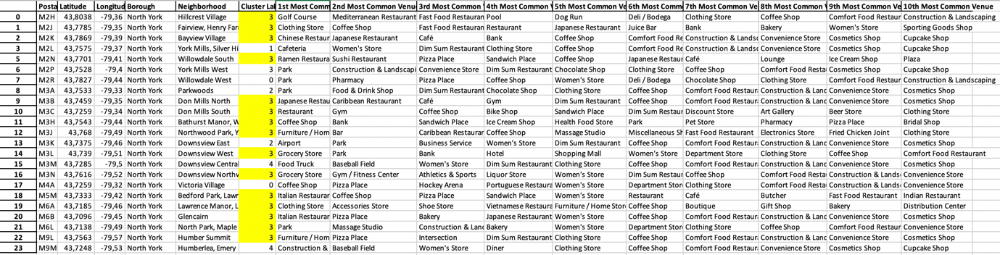 Posta Latitude Longitud Borough Neighborhood Cluster Lal 1st Most Comm 2nd Most Common Venu 3rd Most Common 4th Most Common Ve 5th Most Common Ve 6th Most Comm 7th Most Common Ve 8th Most Common V 9th Most Common Ve 10th Most Common Venue
0 M2H 43,8038 -79,36 North York Hillcrest Village 3 Golf Course Mediterranean Restaurant Fast Food Restauran Pool Dog Run Deli / Bodega Clothing Store Coffee Shop Comfort Food Restau Construction & Landscaping
1 M2J 43,7785 -79,35 North York Fairview, Henry Farr 3 Clothing Store Coffee Shop Fast Food Restauran Restaurant Japanese Restaurant Juice Bar Bank Bakery Women's Store Sporting Goods Shop
2 M2K 43,7869 -79,39 North York Bayview Village 3 Chinese Restaur Japanese Restaurant Café Bank Coffee Shop Comfort Food Re Construction & Lands Convenience Store Cosmetics Shop Cupcake Shop
3 M2L 43,7575 -79,37 North York York Mills, Silver Hi 1 Cafeteria Women's Store Dim Sum Restaurant Clothing Store Coffee Shop Comfort Food Re Construction & Lands Convenience Store Cosmetics Shop Cupcake Shop
5 M2N 43,7701 -79,41 North York Willowdale South 3 Ramen Restaura Sushi Restaurant Pizza Place Sandwich Place Coffee Shop Japanese Restau Café Lounge Ice Cream Shop Plaza
6 M2P 43,7528 -79,4 North York York Mills West 3 Park Construction & Landscapi Convenience Store Dim Sum Restaurant Chocolate Shop Clothing Store Coffee Shop Comfort Food Restau Cosmetics Shop Cupcake Shop
7 M2R 43,7827 -79,44 North York Willowdale West 0 Park Pharmacy Pizza Place Coffee Shop Women's Store Deli / Bodega Chocolate Shop Clothing Store Comfort Food Restau Construction & Landscaping
8 M3A 43,7533 -79,33 North York Parkwoods 2 Park Food & Drink Shop Dim Sum Restaurant Chocolate Shop Clothing Store Coffee Shop Comfort Food Restaur Construction & Land Convenience Store Cosmetics Shop
9 M3B 43,7459 -79,35 North York Don Mills North 3 Japanese Restau Caribbean Restaurant Café Gym Dim Sum Restaurant Coffee Shop Comfort Food Restaur Construction & Land Convenience Store Cosmetics Shop
10 M3C 43,7259 -79,34 North York Don Mills South 3 Restaurant Gym Coffee Shop Bike Shop Sandwich Place Dim Sum Restau Discount Store Art Gallery Beer Store Clothing Store
11 M3H 43,7543 -79,44 North York Bathurst Manor, W 3 Coffee Shop Bank Sandwich Place Ice Cream Shop Health Food Store Park Pet Store Pharmacy Pizza Place Bridal Shop
12 M3J 43,768 -79,49 North York Northwood Park, Y 3 Furniture / Hom Bar Caribbean Restaurar Coffee Shop Massage Studio Miscellaneous Sh Fast Food Restaurant Electronics Store Fried Chicken Joint Clothing Store
13 M3K 43,7375 -79,46 North York Downsview East 2 Airport Park Business Service Women's Store Dim Sum Restaurant Clothing Store Coffee Shop Comfort Food Restau Construction & Lands Convenience Store
14 M3L 43,739 -79,51 North York Downsview West 3 Grocery Store Park Bank Hotel Shopping Mall Women's Store Department Store Clothing Store Coffee Shop Comfort Food Restaurant
15 M3M 43,7285 -79,5 North York Downsview Central 4 Food Truck Baseball Field Women's Store Dim Sum Restaurant Clothing Store Coffee Shop Comfort Food Restaur Construction & Land Convenience Store Cosmetics Shop
16 M3N 43,7616 -79,52 North York Downsview Northw 3 Grocery Store Gym / Fitness Center Athletics & Sports Liquor Store Women's Store Dim Sum Restau Coffee Shop Comfort Food Restau Construction & Lands Convenience Store
17 M4A 43,7259 -79,32 North York Victoria Village 0 Coffee Shop Pizza Place Hockey Arena Portuguese Restaura Women's Store Department Stor Clothing Store Comfort Food Restau Construction & Lands Convenience Store
18 M5M 43,7333 -79,42 North York Bedford Park, Lawr 3 Italian Restaurar Coffee Shop Pizza Place Sandwich Place Women's Store Restaurant Café Butcher Fast Food Restaurant Indian Restaurant
19 M6A 43,7185 -79,46 North York Lawrence Manor, L 3 Clothing Store Accessories Store Shoe Store Vietnamese Restaura Furniture / Home Stor Coffee Shop Boutique Gift Shop Bakery Distribution Center
20 M6B 43,7096 -79,45 North York Glencairn 3 Italian Restaurar Pizza Place Bakery Japanese Restaurant Women's Store Coffee Shop Comfort Food Restaur Construction & Land Convenience Store Cosmetics Shop
21 M6L 43,7138 -79,49 North York North Park, Maple 3 Park Massage Studio Construction & Land Bakery Women's Store Department Stor Coffee Shop Comfort Food Restau Convenience Store Cosmetics Shop
22 M9L 43,7563 -79,57 North York Humber Summit 3 Furniture / Hom Pizza Place Intersection Dim Sum Restaurant Clothing Store Coffee Shop Comfort Food Restaur Construction & Land Convenience Store Cosmetics Shop
23 M9M 43,7248 -79,53 North York Humberlea, Emery 4 Construction & Baseball Field Women's Store Diner Clothing Store Coffee Shop Comfort Food Restaur Construction & Land Convenience Store Cosmetics Shop